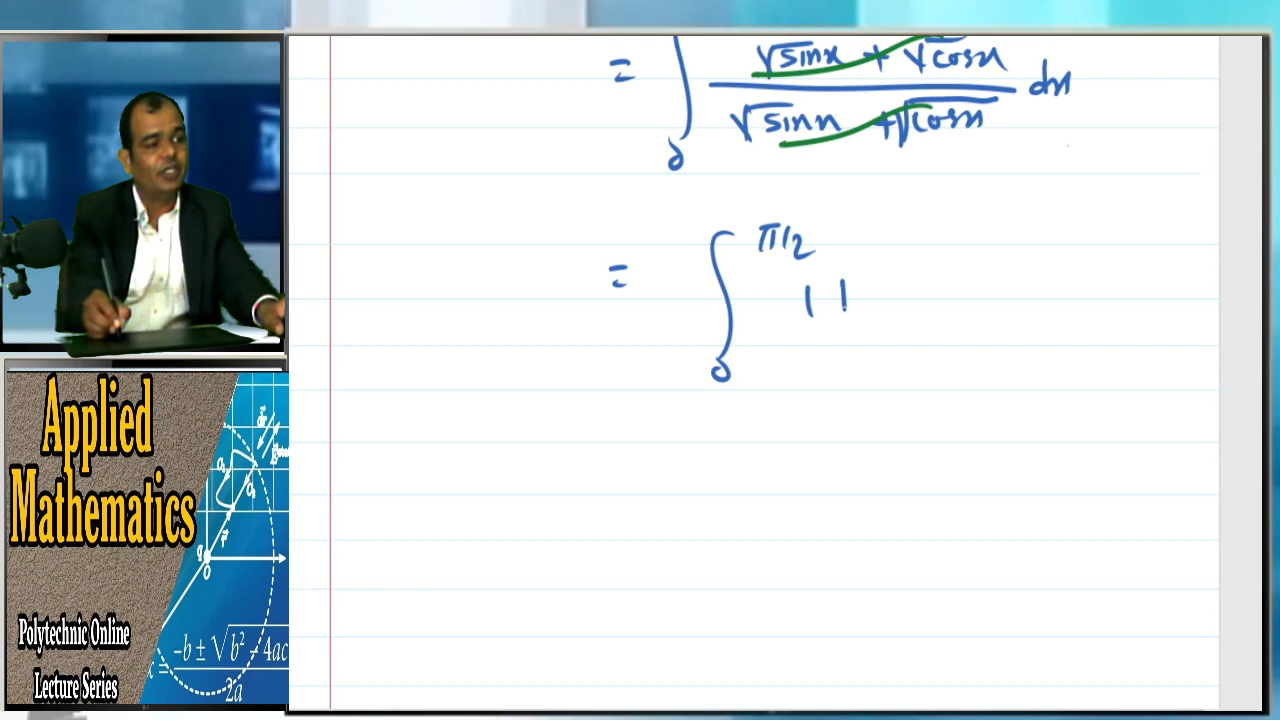 = ∫₀ (√sinx + √cosx) / (√sinx + √cosx) dx
= ∫₀^π/2 1
Applied
Mathematics
Polytechnic Online
Lecture Series
-b ± √b² - 4ac
2a